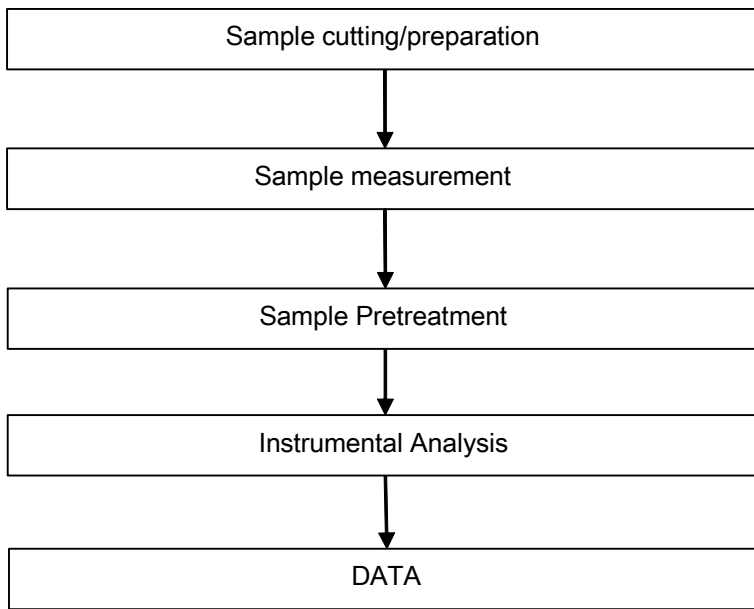 Sample cutting/preparation
Sample measurement
Sample Pretreatment
Instrumental Analysis
DATA